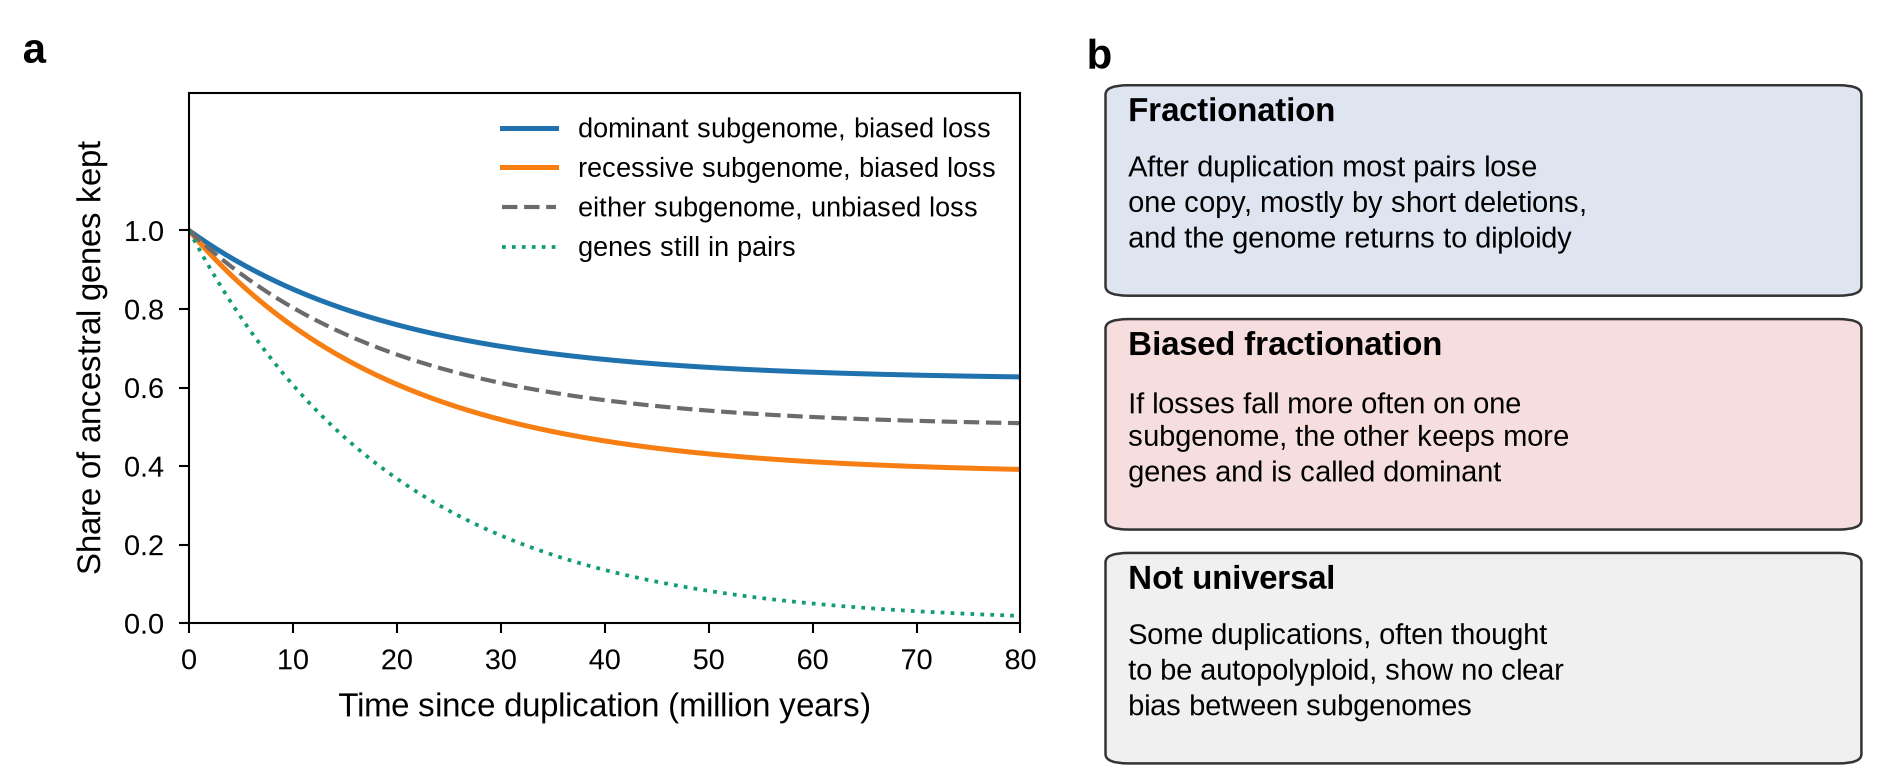 a
dominant subgenome, biased loss
recessive subgenome, biased loss
either subgenome, unbiased loss
genes still in pairs
Share of ancestral genes kept
1.0
0.8
0.6
0.4
0.2
0.0
0 10 20 30 40 50 60 70 80
Time since duplication (million years)
b
Fractionation
After duplication most pairs lose
one copy, mostly by short deletions,
and the genome returns to diploidy
Biased fractionation
If losses fall more often on one
subgenome, the other keeps more
genes and is called dominant
Not universal
Some duplications, often thought
to be autopolyploid, show no clear
bias between subgenomes